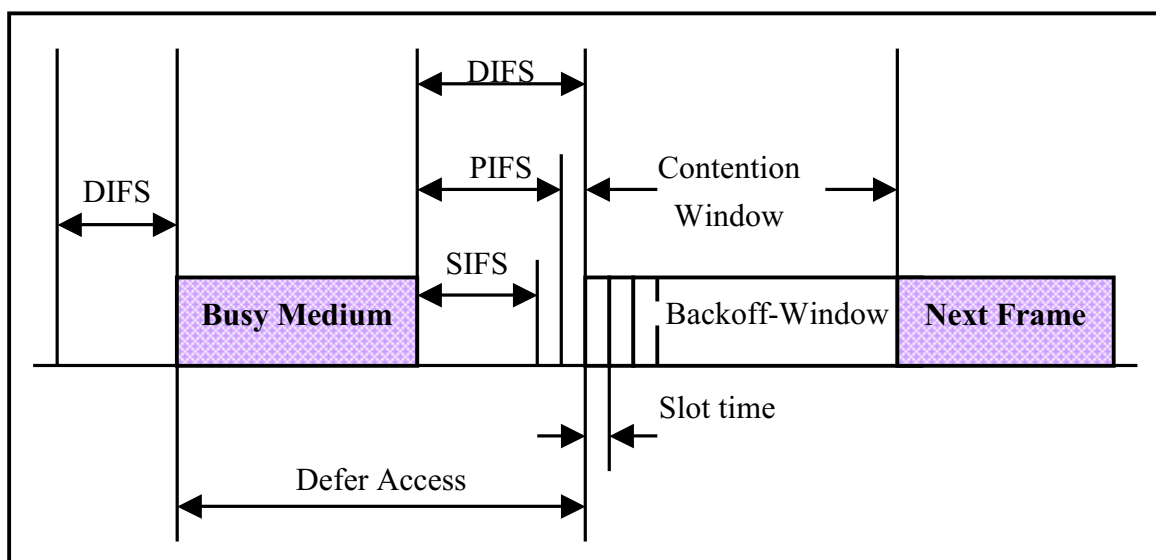 DIFS
PIFS
Contention
DIFS
Window
SIFS
Busy Medium
Backoff-Window
Next Frame
Slot time
Defer Access